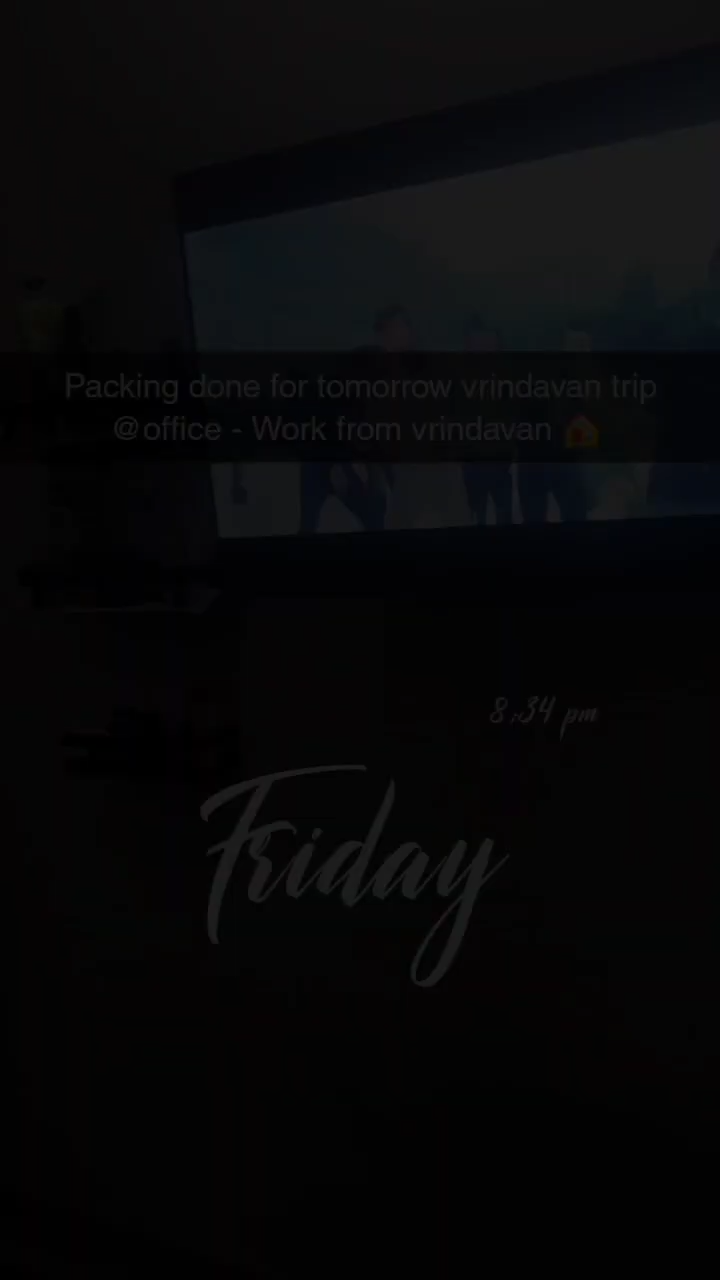 Packing done for tomorrow vrindavan trip
@office - Work from vrindavan 🏠
8:34 pm
Friday